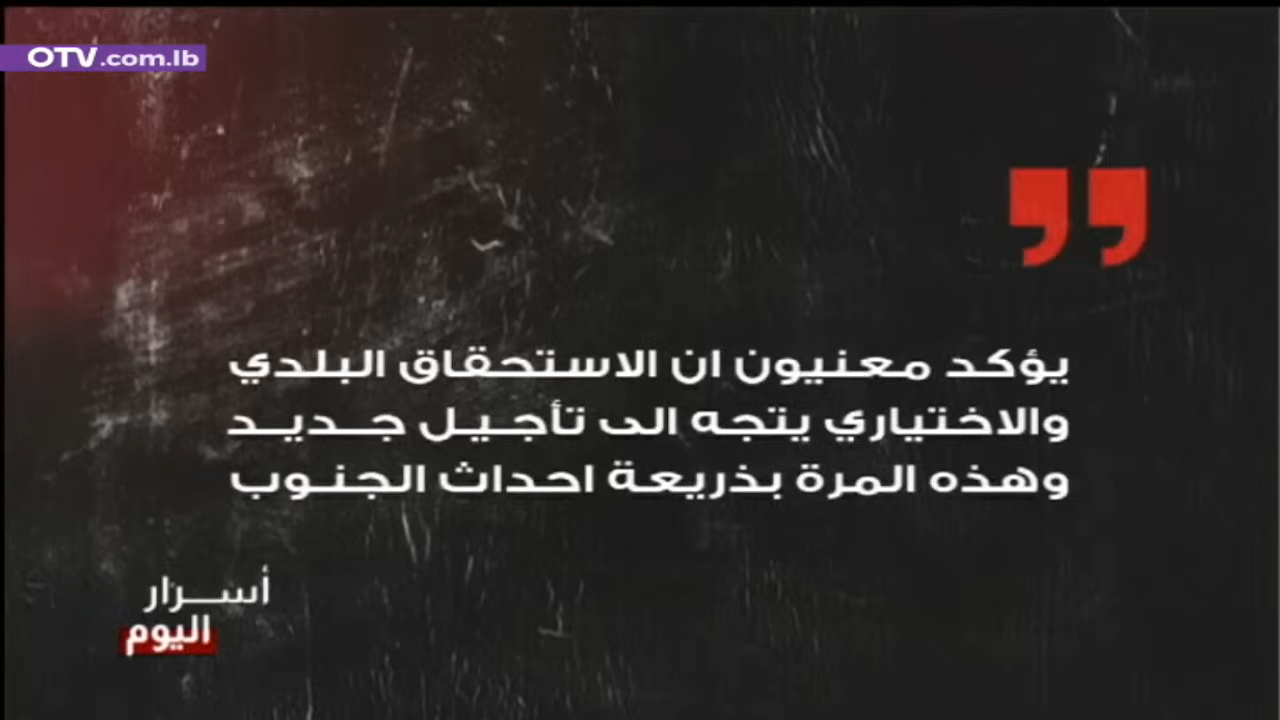 OTV.com.lb
يؤكد معنيون ان الاستحقاق البلدي
والاختياري يتجه الى تأجيل جديد
وهذه المرة بذريعة احداث الجنوب
أسرار
اليوم